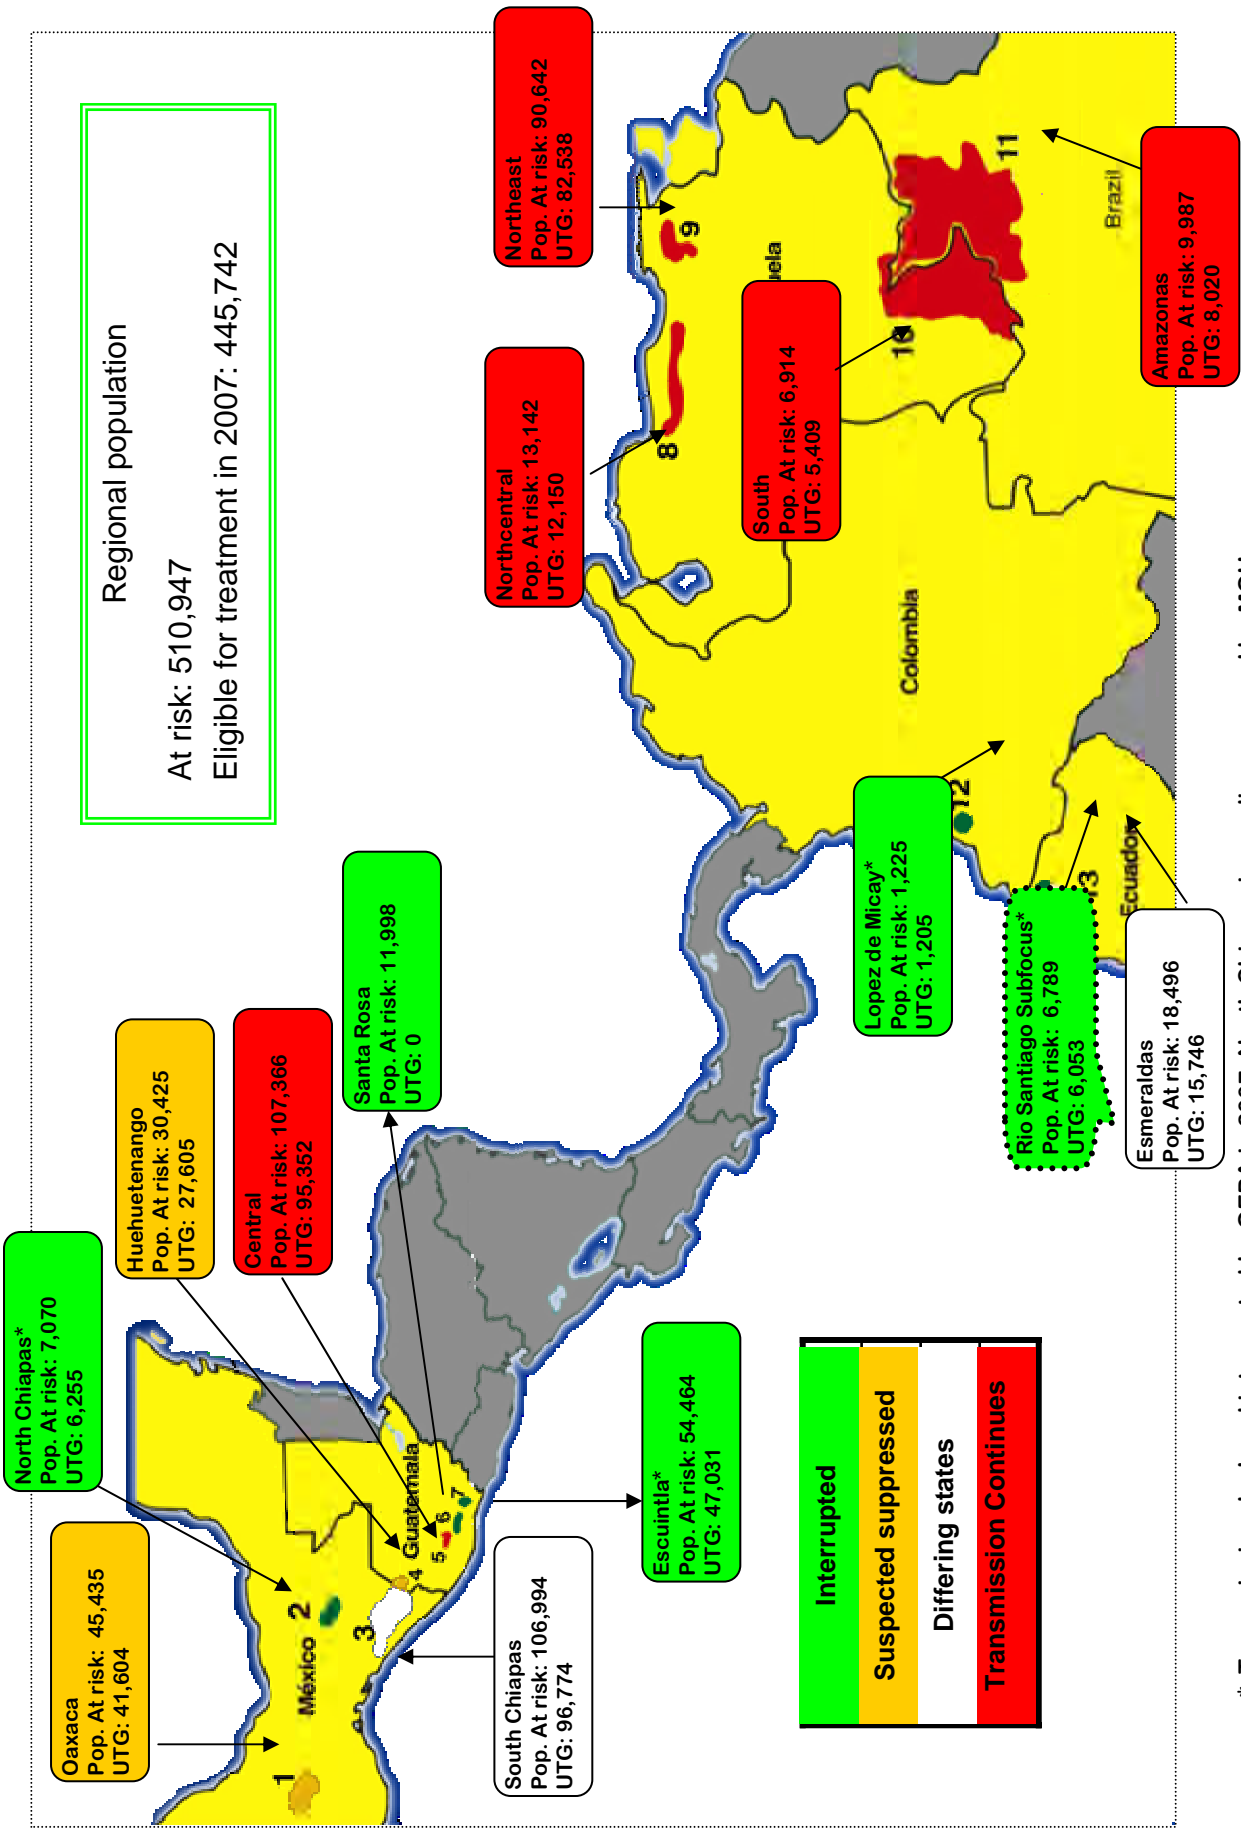 Regional population
At risk: 510,947
Eligible for treatment in 2007: 445,742
Oaxaca
Pop. At risk: 45,435
UTG: 41,604
North Chiapas*
Pop. At risk: 7,070
UTG: 6,255
Huehuetenango
Pop. At risk: 30,425
UTG: 27,605
Central
Pop. At risk: 107,366
UTG: 95,352
Santa Rosa
Pop. At risk: 11,998
UTG: 0
South Chiapas
Pop. At risk: 106,994
UTG: 96,774
Escuintla*
Pop. At risk: 54,464
UTG: 47,031
Northcentral
Pop. At risk: 13,142
UTG: 12,150
Northeast
Pop. At risk: 90,642
UTG: 82,538
South
Pop. At risk: 6,914
UTG: 5,409
Amazonas
Pop. At risk: 9,987
UTG: 8,020
Lopez de Micay*
Pop. At risk: 1,225
UTG: 1,205
Rio Santiago Subfocus*
Pop. At risk: 6,789
UTG: 6,053
Esmeraldas
Pop. At risk: 18,496
UTG: 15,746
México
Guatemala
Colombia
uela
Ecuador
Brazil
1
2
3
4
5
6
7
8
9
10
11
12
13
Interrupted
Suspected suppressed
Differing states
Transmission Continues